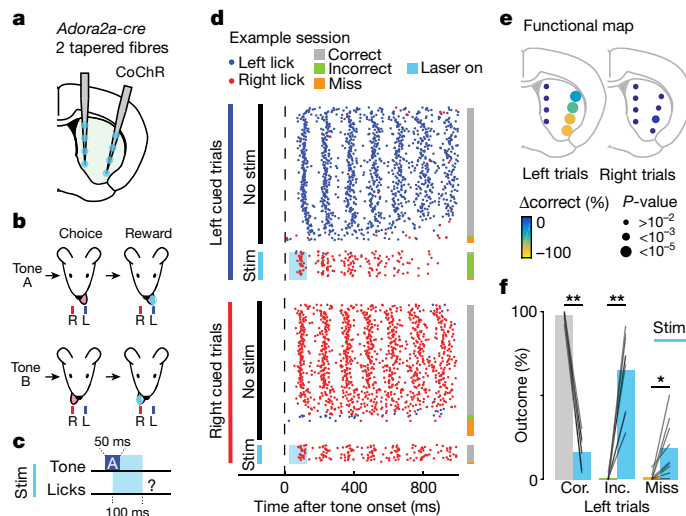 a
Adora2a-cre
2 tapered fibres
CoChR
b
Choice Reward
Tone
A
R L R L
Tone
B
R L R L
c
50 ms
Stim
Tone A
Licks ?
100 ms
d
Example session
Left lick
Right lick
Correct
Incorrect
Miss
Laser on
Left cued trials
No stim
Stim
Right cued trials
No stim
Stim
0 400 800
Time after tone onset (ms)
e Functional map
Left trials Right trials
Δcorrect (%)
0
−100
P-value
>10⁻²
<10⁻³
<10⁻⁵
f
Stim
** **
*
100
0
Outcome (%)
Cor. Inc. Miss
Left trials